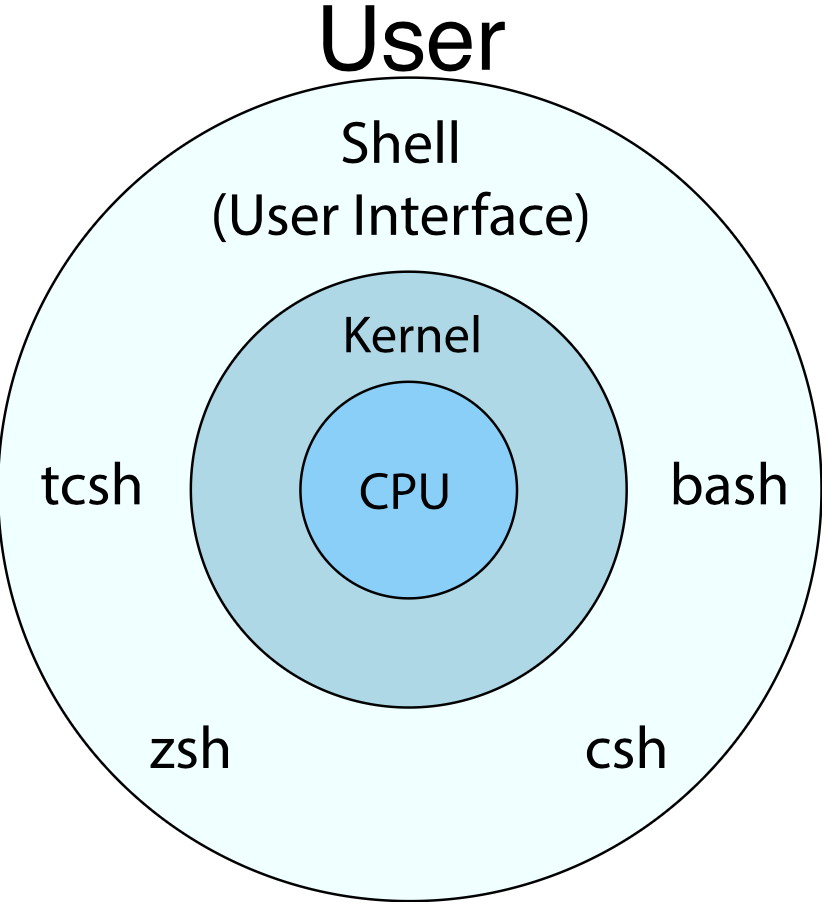 User
Shell
(User Interface)
Kernel
CPU
tcsh
bash
zsh
csh